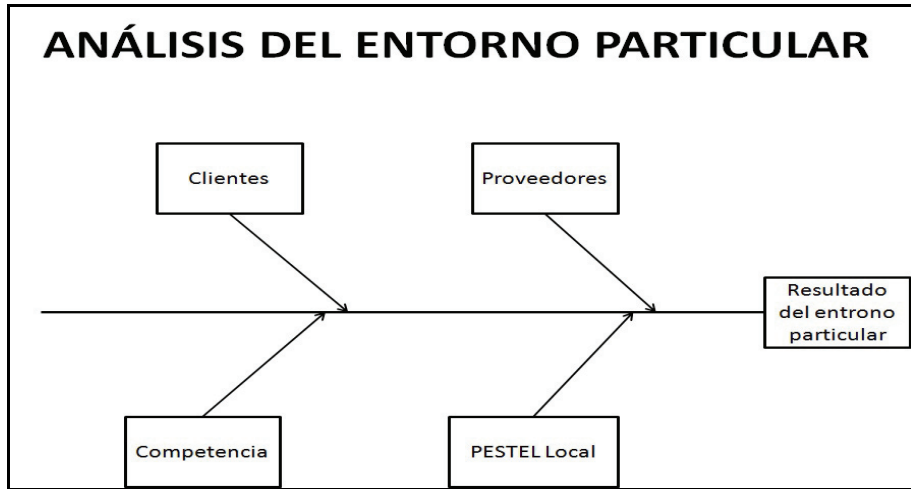 ANÁLISIS DEL ENTORNO PARTICULAR
Clientes
Proveedores
Resultado
del entrono
particular
Competencia
PESTEL Local